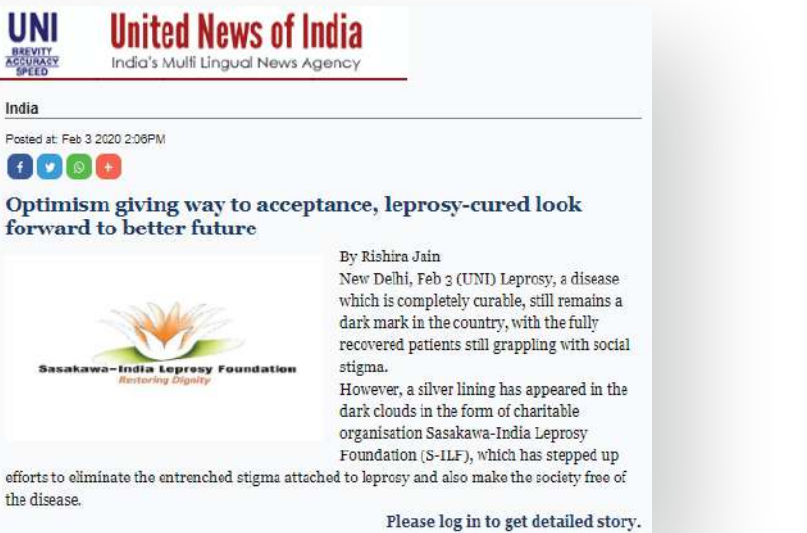 UNI
BREVITY
ACCURACY
SPEED
United News of India
India's Multi Lingual News Agency
India
Posted at: Feb 3 2020 2:06PM
Optimism giving way to acceptance, leprosy-cured look
forward to better future
Sasakawa-India Leprosy Foundation
Restoring Dignity
By Rishira Jain
New Delhi, Feb 3 (UNI) Leprosy, a disease
which is completely curable, still remains a
dark mark in the country, with the fully
recovered patients still grappling with social
stigma.
However, a silver lining has appeared in the
dark clouds in the form of charitable
organisation Sasakawa-India Leprosy
Foundation (S-ILF), which has stepped up
efforts to eliminate the entrenched stigma attached to leprosy and also make the society free of
the disease.
Please log in to get detailed story.